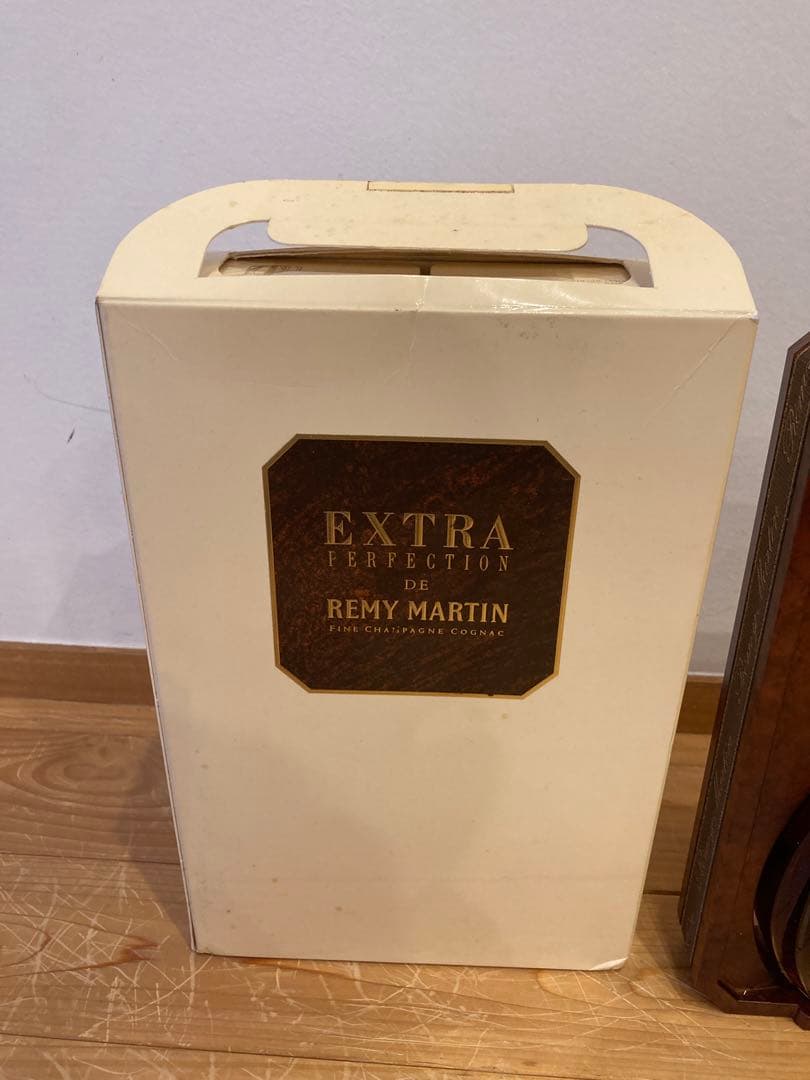 EXTRA
PERFECTION
DE
REMY MARTIN
FINE CHAMPAGNE COGNAC